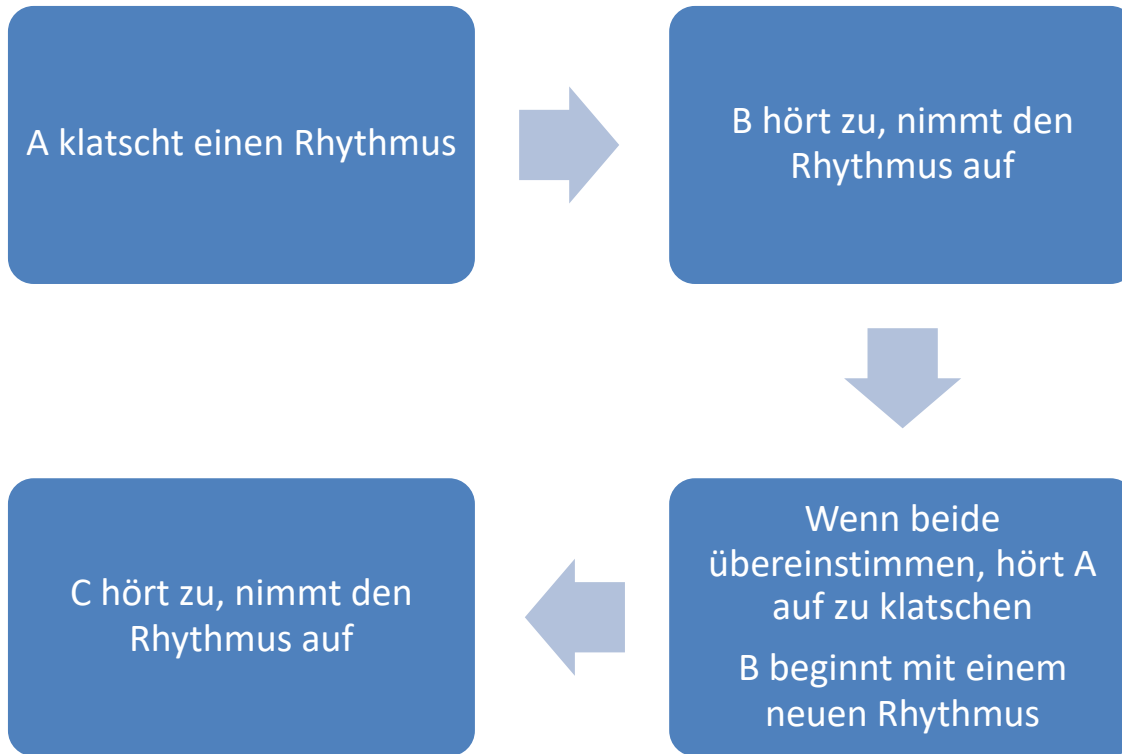 A klatscht einen Rhythmus
B hört zu, nimmt den
Rhythmus auf
Wenn beide
übereinstimmen, hört A
auf zu klatschen
B beginnt mit einem
neuen Rhythmus
C hört zu, nimmt den
Rhythmus auf